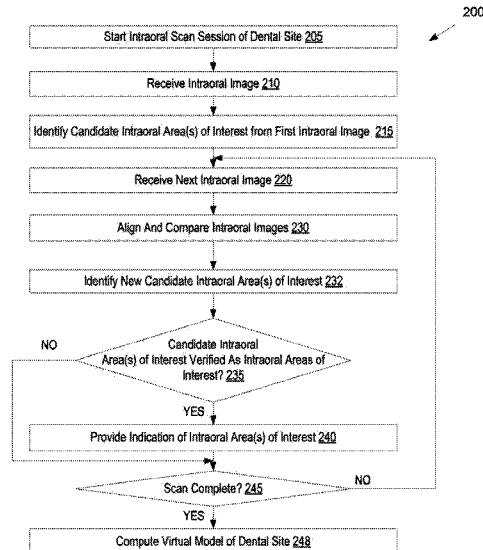 200
Start Intraoral Scan Session of Dental Site 205
Receive Intraoral Image 210
Identify Candidate Intraoral Area(s) of Interest from First Intraoral Image 215
Receive Next Intraoral Image 220
Align And Compare Intraoral Images 230
Identify New Candidate Intraoral Area(s) of Interest 232
NO
Candidate Intraoral
Area(s) of Interest Verified As Intraoral Areas of
Interest? 235
YES
Provide Indication of Intraoral Area(s) of Interest 240
NO
Scan Complete? 245
YES
Compute Virtual Model of Dental Site 248